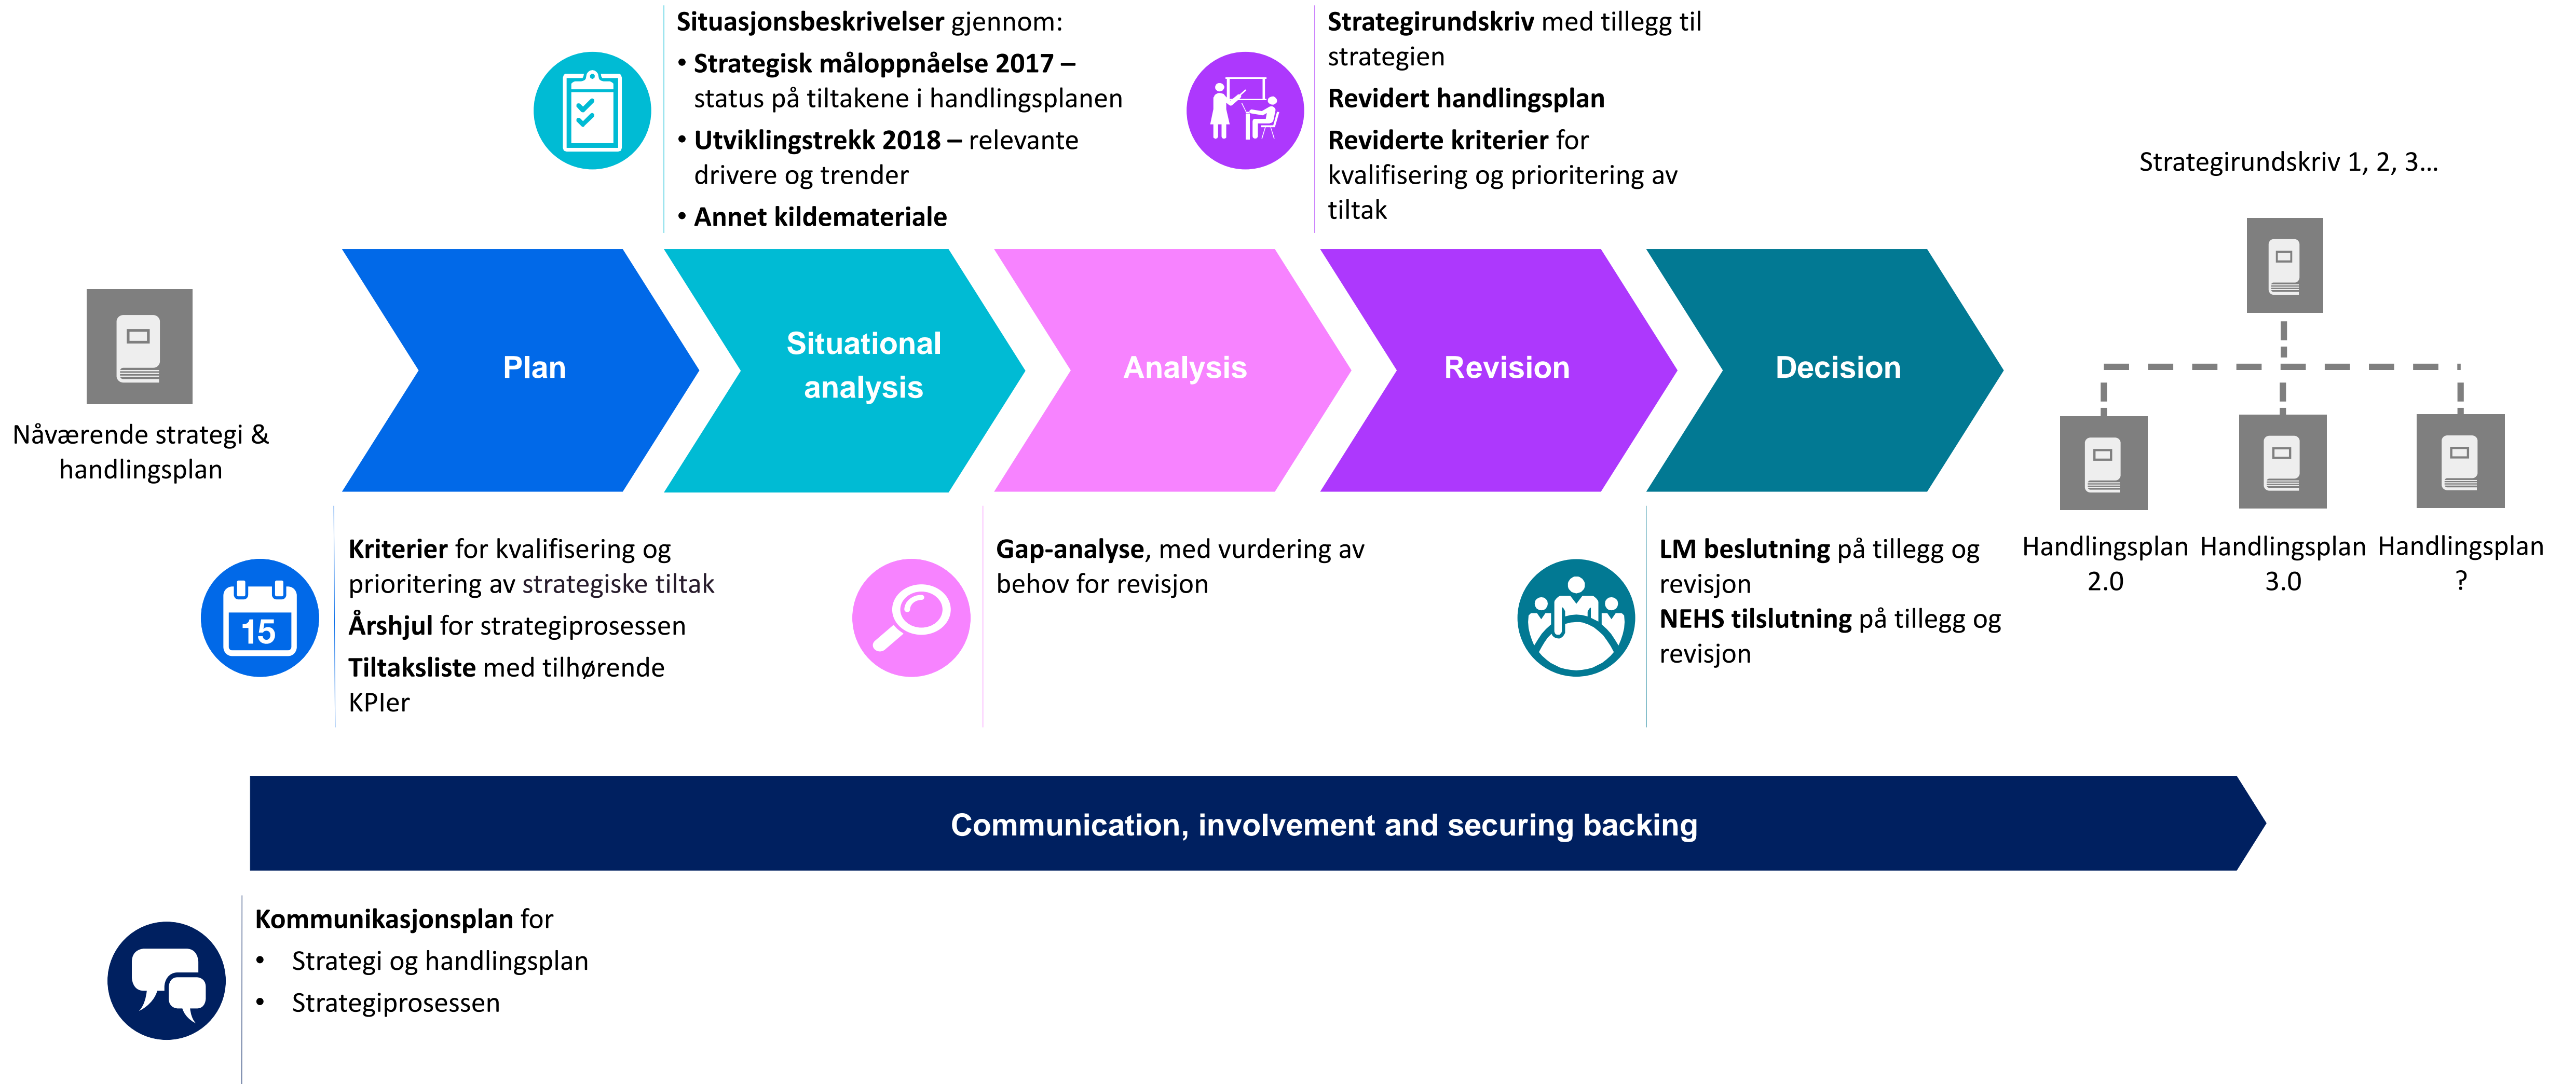 Situasjonsbeskrivelser gjennom:
• Strategisk måloppnåelse 2017 –
status på tiltakene i handlingsplanen
• Utviklingstrekk 2018 – relevante
drivere og trender
• Annet kildemateriale
Strategirundskriv med tillegg til
strategien
Revidert handlingsplan
Reviderte kriterier for
kvalifisering og prioritering av
tiltak
Strategirundskriv 1, 2, 3...
Nåværende strategi &
handlingsplan
Plan
Situational
analysis
Analysis
Revision
Decision
Handlingsplan
2.0
Handlingsplan
3.0
Handlingsplan
?
15
Kriterier for kvalifisering og
prioritering av strategiske tiltak
Årshjul for strategiprosessen
Tiltaksliste med tilhørende
KPIer
Gap-analyse, med vurdering av
behov for revisjon
LM beslutning på tillegg og
revisjon
NEHS tilslutning på tillegg og
revisjon
Communication, involvement and securing backing
Kommunikasjonsplan for
• Strategi og handlingsplan
• Strategiprosessen